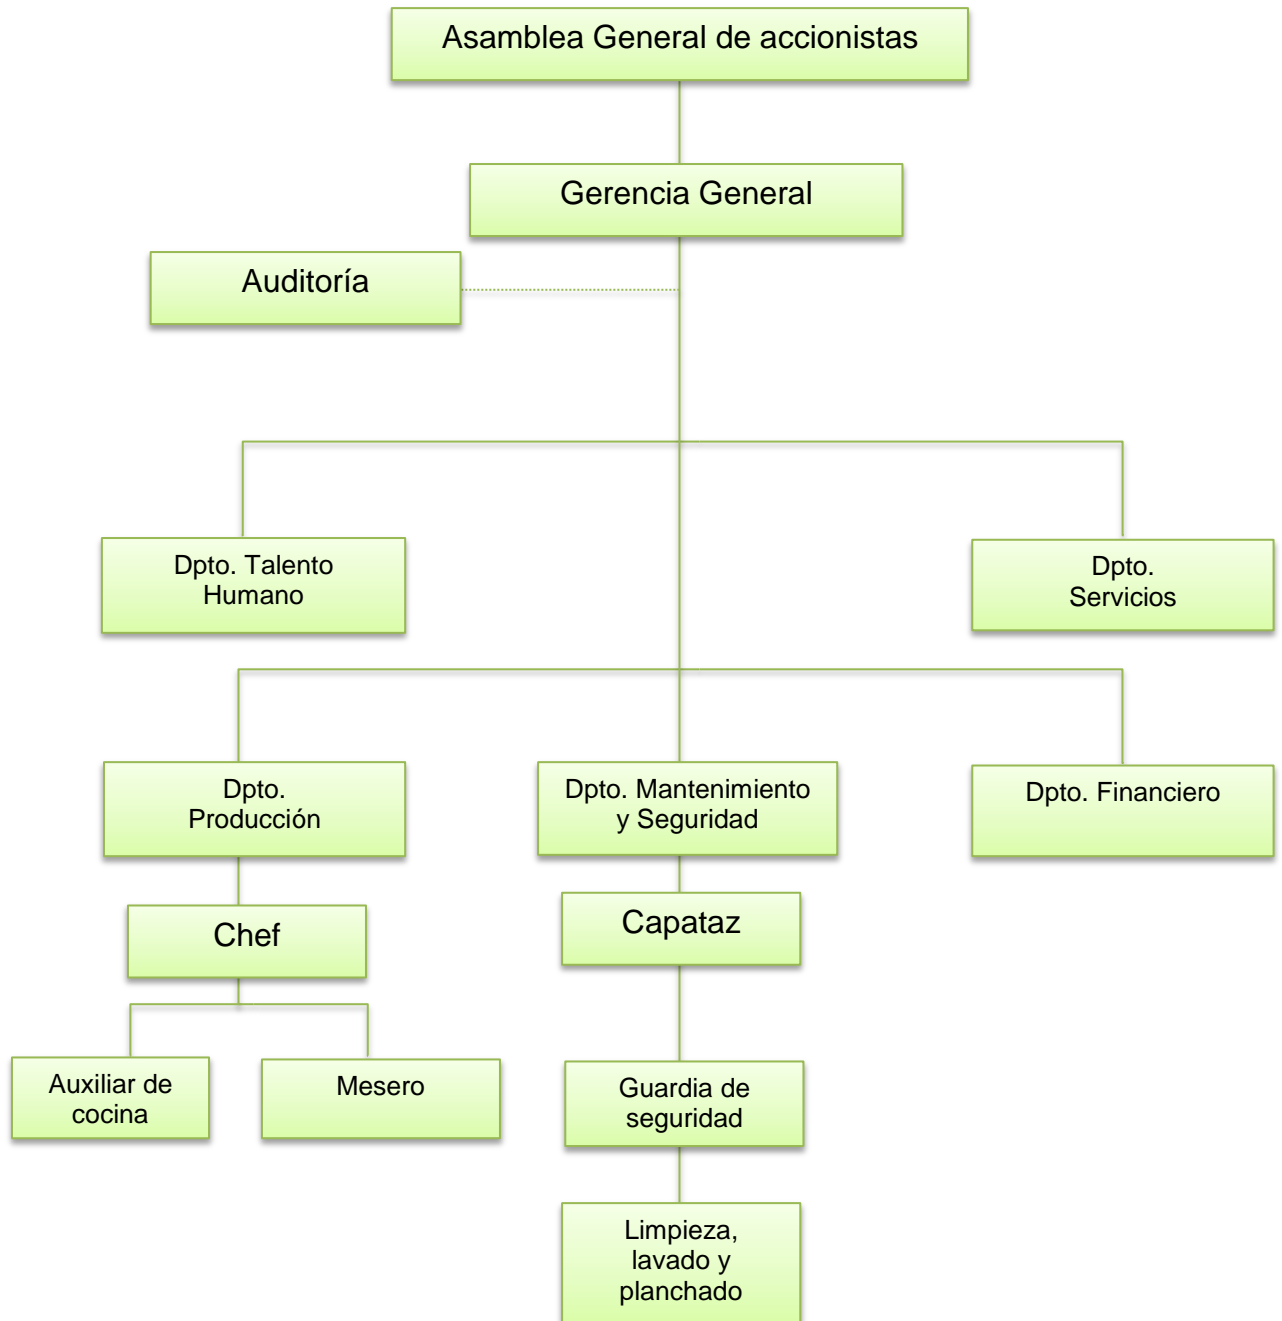 Asamblea General de accionistas
Gerencia General
Auditoría
Dpto. Talento
Humano
Dpto.
Servicios
Dpto.
Producción
Dpto. Mantenimiento
y Seguridad
Dpto. Financiero
Chef
Capataz
Auxiliar de
cocina
Mesero
Guardia de
seguridad
Limpieza,
lavado y
planchado